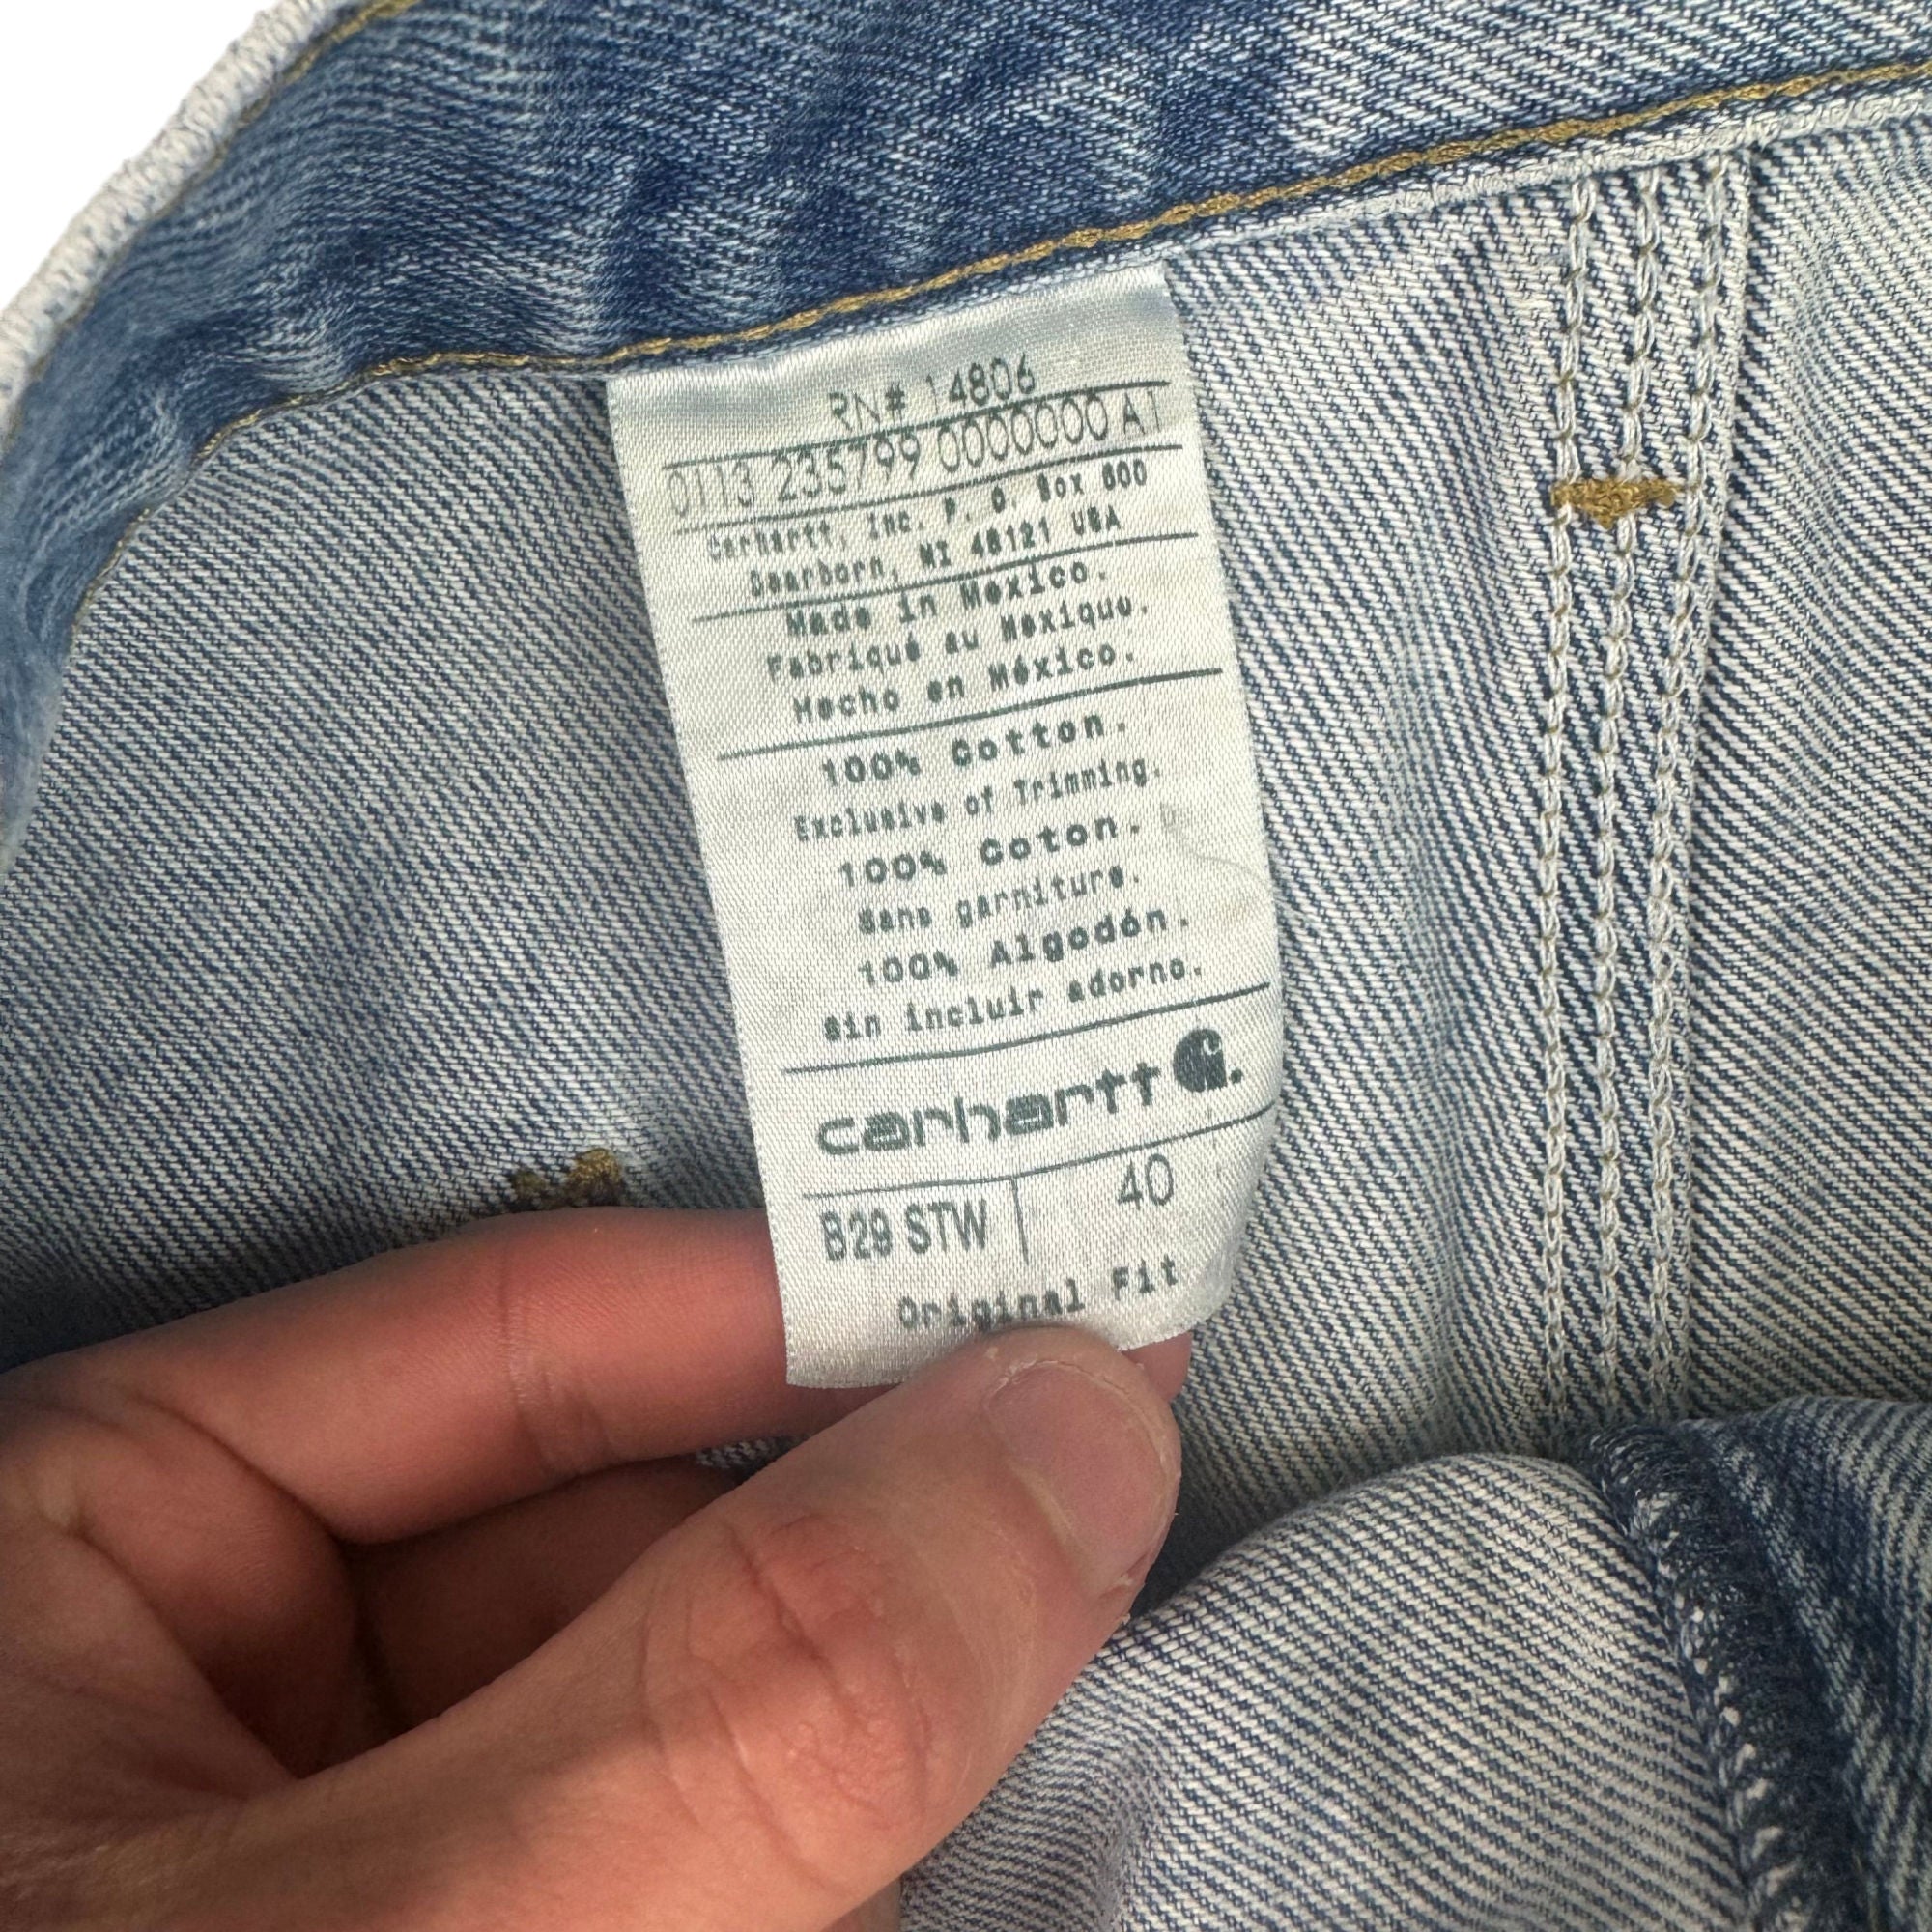 RN# 14806
0113 235799 0000000 AT
Carhartt, Inc. P. O. Box 600
Dearborn, MI 48121 USA
Made in Mexico.
Fabriqué au Mexique.
Hecho en México.
100% Cotton.
Exclusive of Trimming.
100% Coton.
Sans garniture.
100% Algodón.
Sin incluir adorno.
carhartt
B29 STW 40
Original Fit